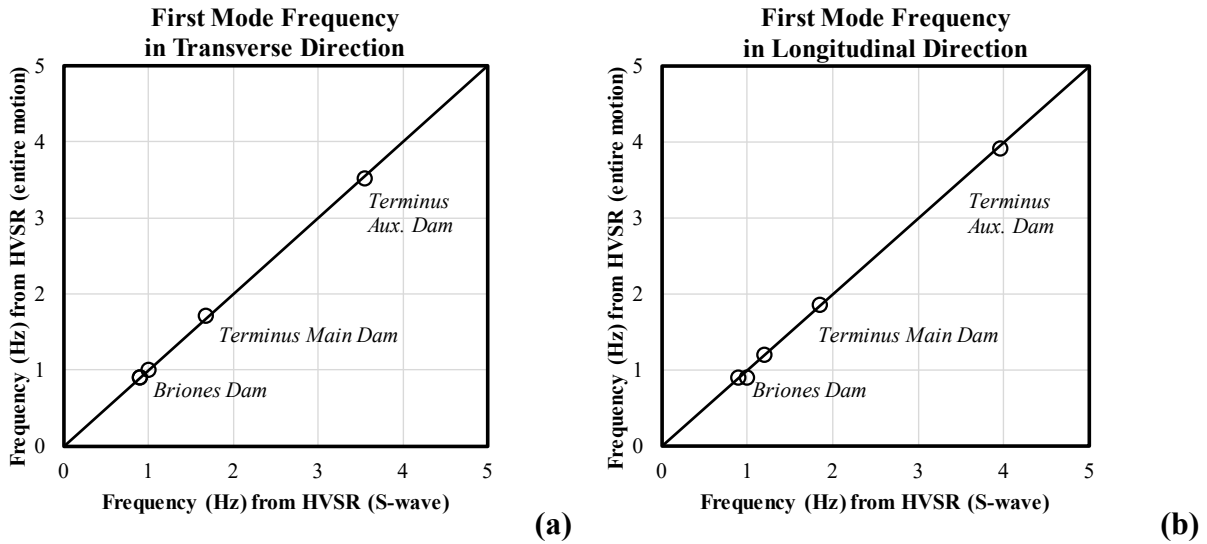 First Mode Frequency
in Transverse Direction
Frequency (Hz) from HVSR (entire motion)
5
4
3
2
1
0
Terminus
Aux. Dam
Terminus Main Dam
Briones Dam
0 1 2 3 4 5
Frequency (Hz) from HVSR (S-wave)
(a)
First Mode Frequency
in Longitudinal Direction
Frequency (Hz) from HVSR (entire motion)
5
4
3
2
1
0
Terminus
Aux. Dam
Terminus Main Dam
Briones Dam
0 1 2 3 4 5
Frequency (Hz) from HVSR (S-wave)
(b)